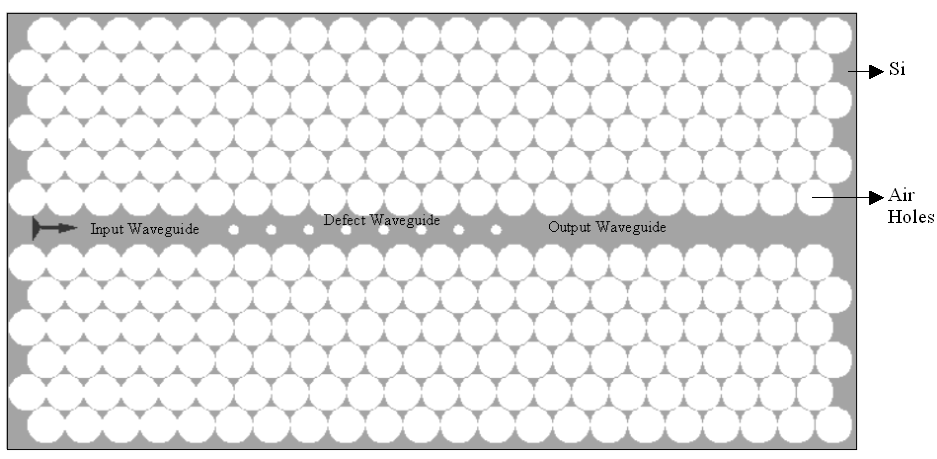 Si
Air
Holes
Defect Waveguide
Input Waveguide
Output Waveguide